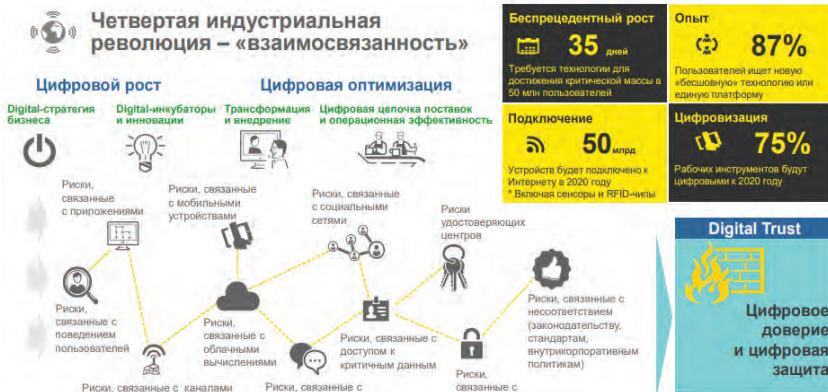 Четвертая индустриальная
революция – «взаимосвязанность»
Цифровой рост
Цифровая оптимизация
Digital-стратегия
бизнеса
Digital-инкубаторы
и инновации
Трансформация
и внедрение
Цифровая цепочка поставок
и операционная эффективность
Риски,
связанные
с приложениями
Риски, связанные
с мобильными
устройствами
Риски, связанные
с социальными
сетями
Риски
удостоверяющих
центров
Риски,
связанные с
поведением
пользователей
Риски,
связанные с
облачными
вычислениями
Риски, связанные с
доступом к
критичным данным
Риски, связанные с
несоответствием
(законодательству,
стандартам,
внутрикорпоративным
политикам)
Риски, связанные с каналами
Риски, связанные с
Риски,
связанные с
Беспрецедентный рост
35 дней
Требуется технологии для
достижения критической массы в
50 млн пользователей
Опыт
87%
Пользователей ищет новую
«бесшовную» технологию или
единую платформу
Подключение
50 млрд
Устройств будет подключено к
Интернету в 2020 году
* Включая сенсоры и RFID-чипы
Цифровизация
75%
Рабочих инструментов будут
цифровыми к 2020 году
Digital Trust
Цифровое
доверие
и цифровая
защита